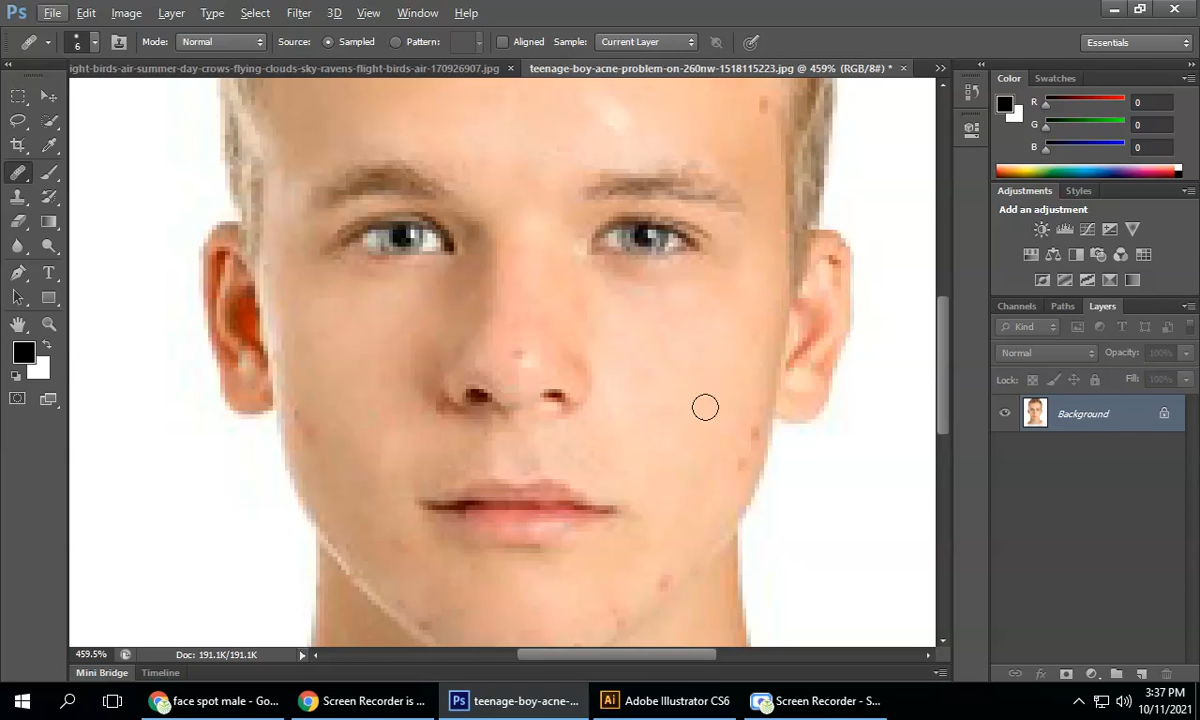 Ps File Edit Image Layer Type Select Filter 3D View Window Help
6 Mode: Normal Source: Sampled Pattern: Aligned Sample: Current Layer Essentials
ight-birds-air-summer-day-crows-flying-clouds-sky-ravens-flight-birds-air-170926907.jpg × teenage-boy-acne-problem-on-260nw-1518115223.jpg @ 459% (RGB/8#) * ×
Color Swatches
R 0
G 0
B 0
Adjustments Styles
Add an adjustment
Channels Paths Layers
Kind
Normal Opacity: 100%
Lock: Fill: 100%
Background
459.5% Doc: 191.1K/191.1K
Mini Bridge Timeline
face spot male - Go... Screen Recorder is ... Ps teenage-boy-acne-... Ai Adobe Illustrator CS6 Screen Recorder - S...
3:37 PM
10/11/2021